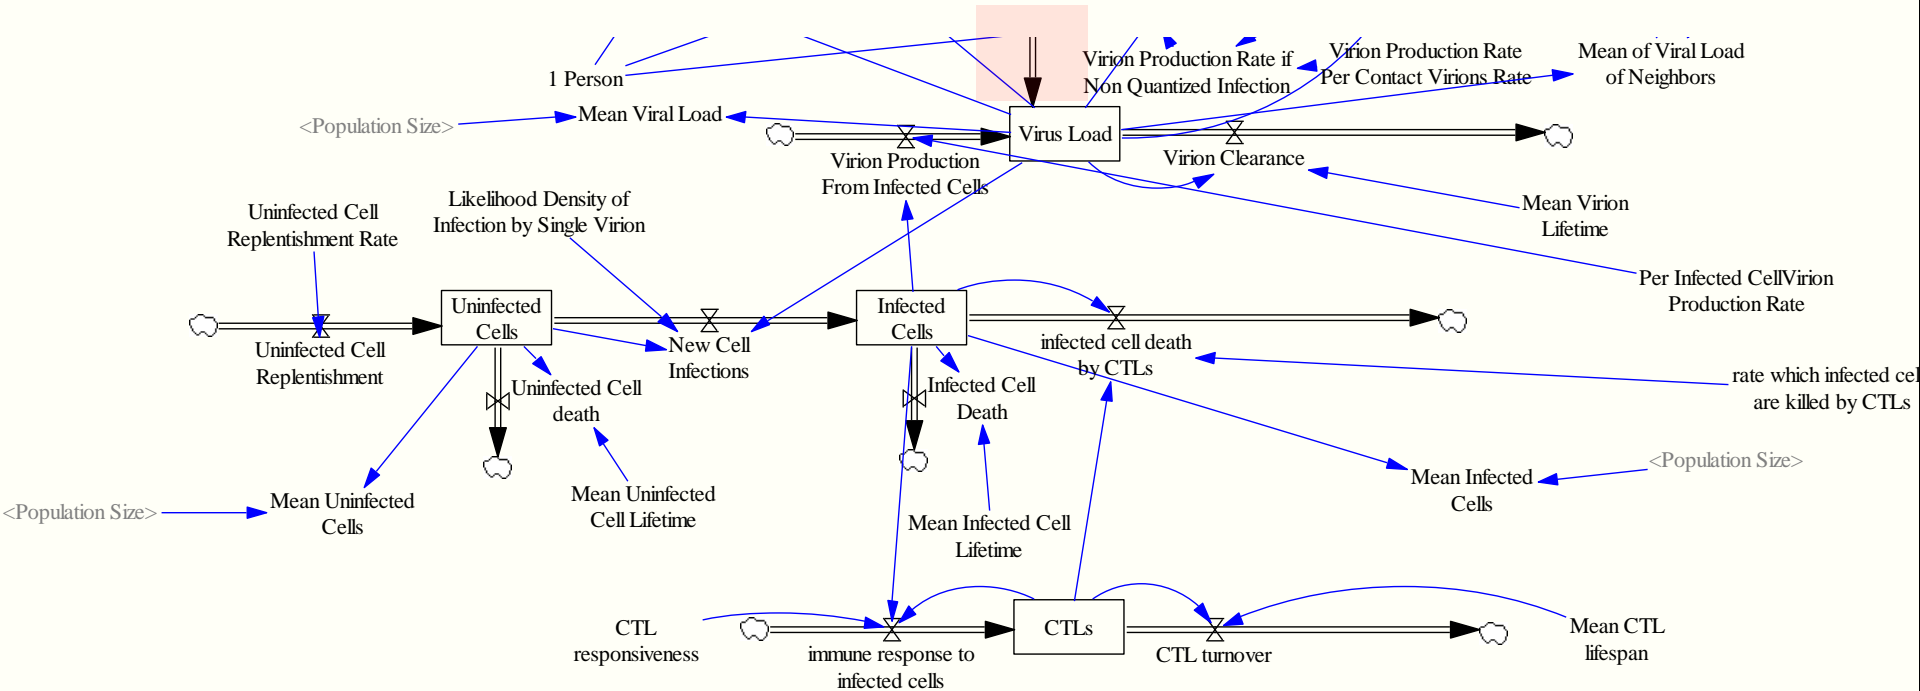 1 Person
Virion Production Rate if
Non Quantized Infection
Virion Production Rate
Per Contact Virions Rate
Mean of Viral Load
of Neighbors
<Population Size>
Mean Viral Load
Virus Load
Virion Production
From Infected Cells
Virion Clearance
Mean Virion
Lifetime
Uninfected Cell
Replentishment Rate
Likelihood Density of
Infection by Single Virion
Per Infected CellVirion
Production Rate
Uninfected
Cells
Infected
Cells
Uninfected Cell
Replentishment
New Cell
Infections
infected cell death
by CTLs
Uninfected Cell
death
Infected Cell
Death
rate which infected cel
are killed by CTLs
<Population Size>
Mean Uninfected
Cells
Mean Uninfected
Cell Lifetime
Mean Infected Cell
Lifetime
Mean Infected
Cells
<Population Size>
CTL
responsiveness
immune response to
infected cells
CTLs
CTL turnover
Mean CTL
lifespan